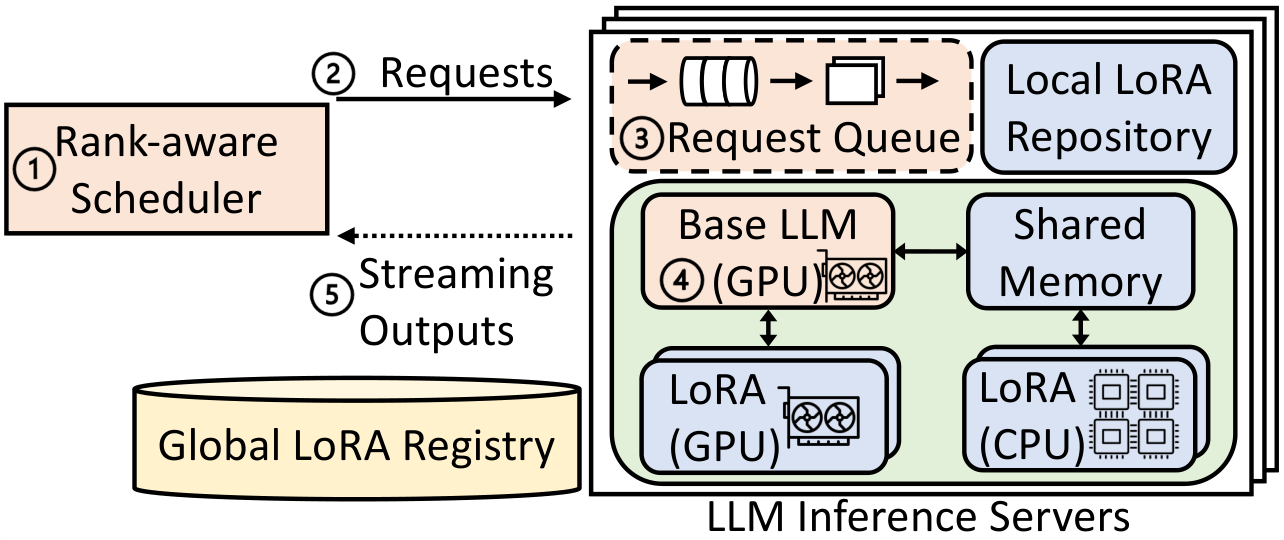 ① Rank-aware
Scheduler
② Requests
⑤ Streaming
Outputs
Global LoRA Registry
③ Request Queue
Local LoRA
Repository
Base LLM
④ (GPU)
Shared
Memory
LoRA
(GPU)
LoRA
(CPU)
LLM Inference Servers